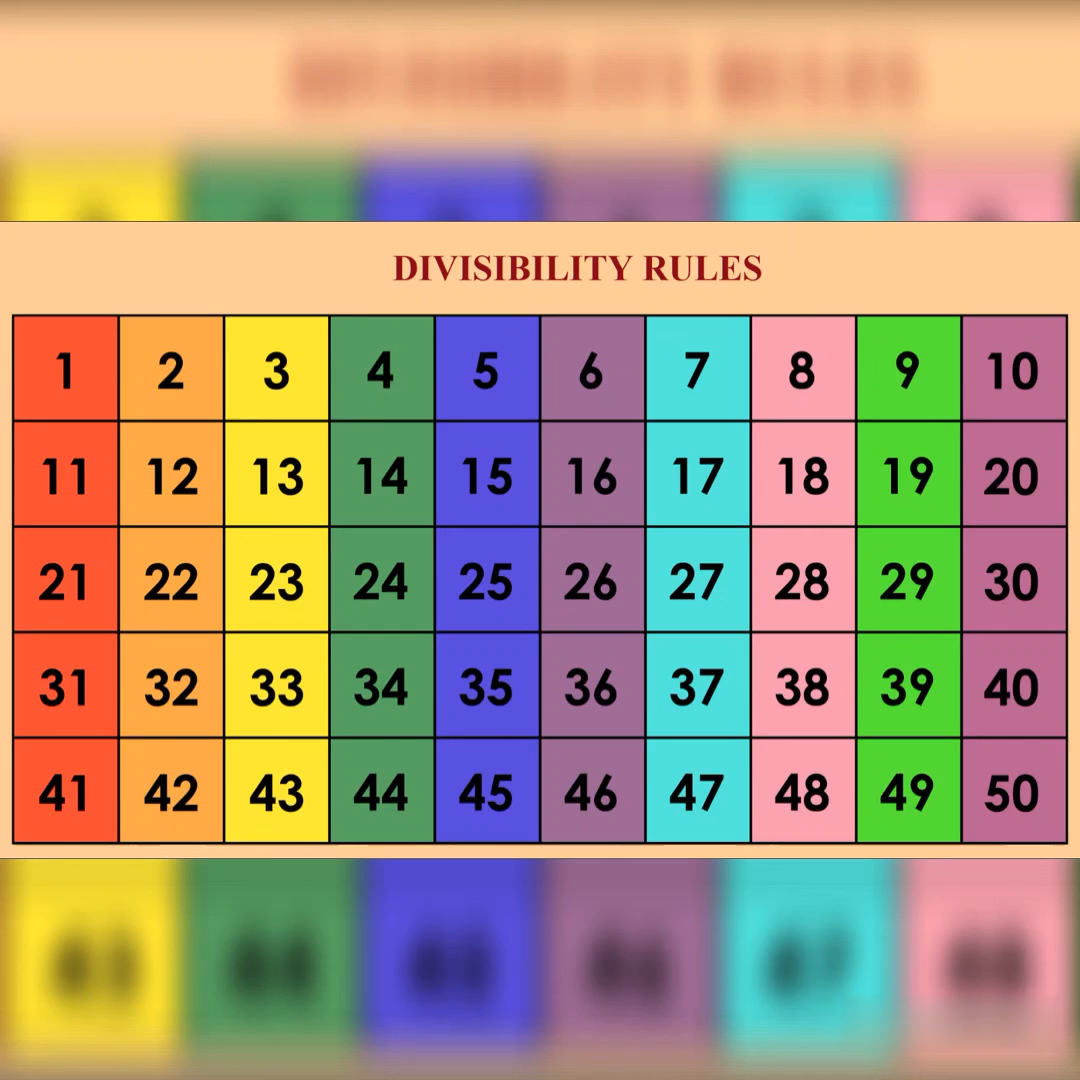 DIVISIBILITY RULES
1 2 3 4 5 6 7 8 9 10
11 12 13 14 15 16 17 18 19 20
21 22 23 24 25 26 27 28 29 30
31 32 33 34 35 36 37 38 39 40
41 42 43 44 45 46 47 48 49 50